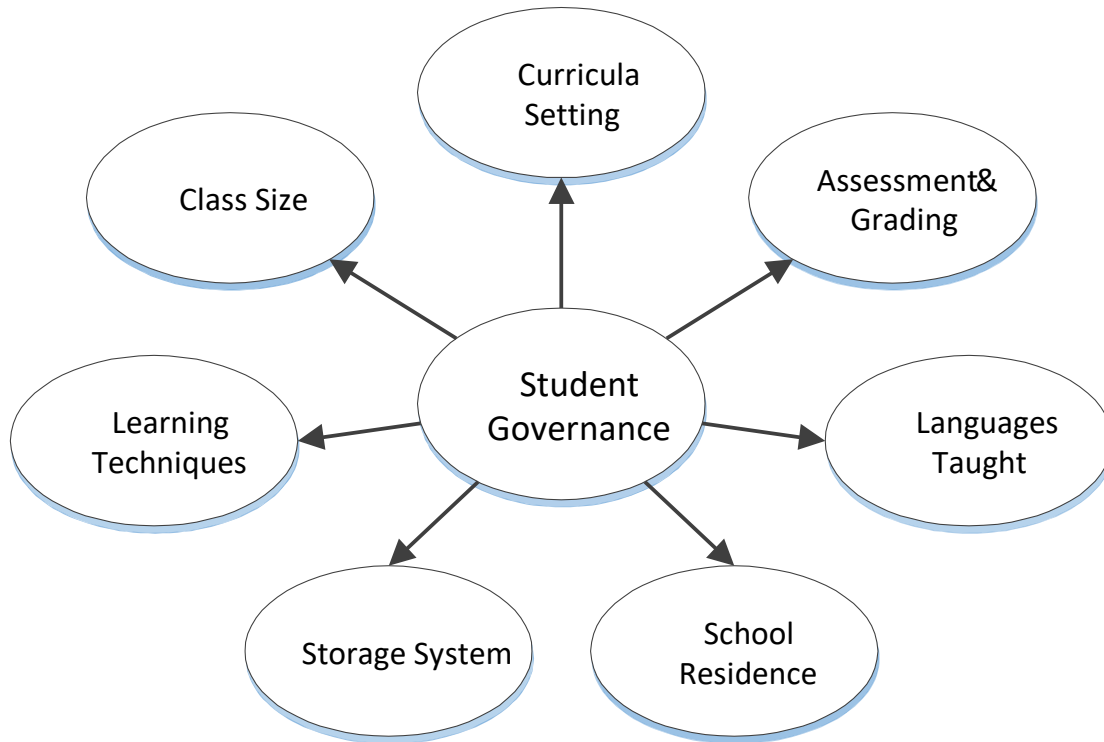 Curricula
Setting
Class Size
Assessment&
Grading
Student
Governance
Learning
Techniques
Languages
Taught
Storage System
School
Residence